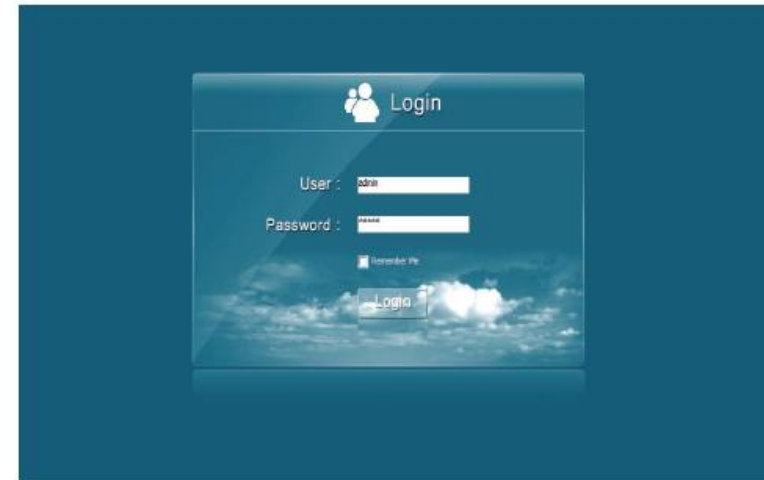 Login
User : admin
Password : *****
Remember Me
Login